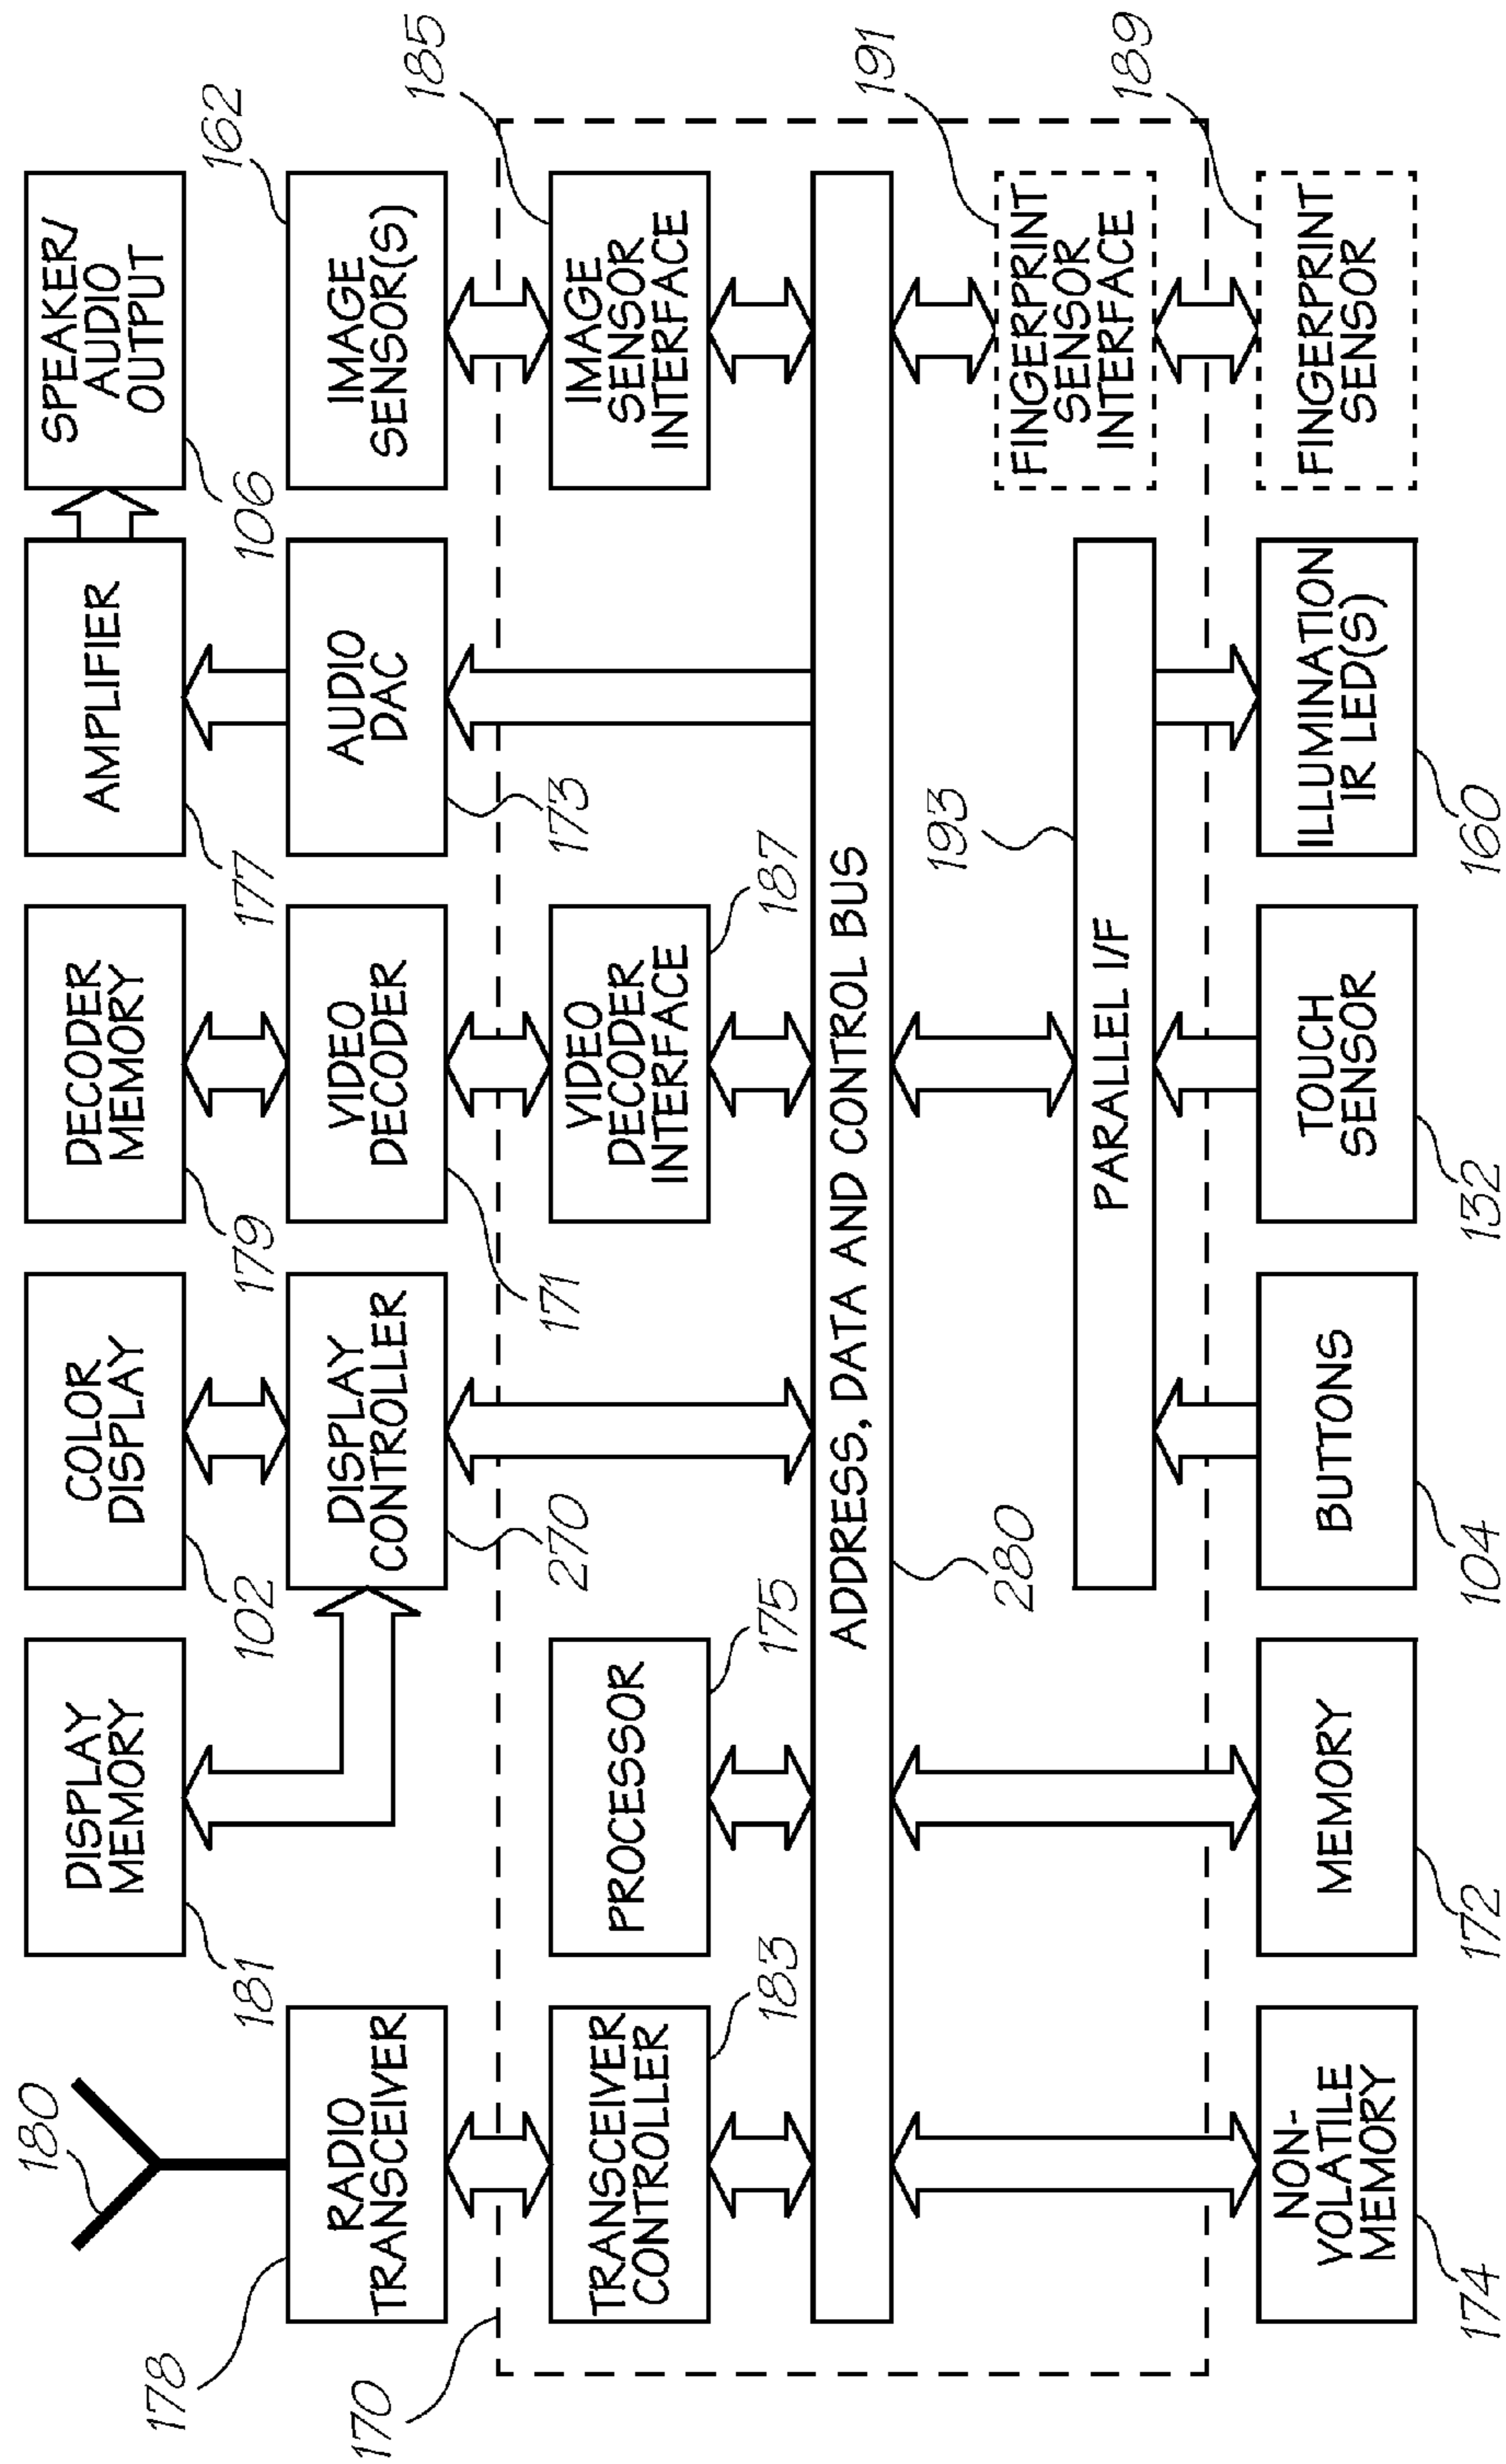 180
DISPLAY
MEMORY
181
COLOR
DISPLAY
102
DECODER
MEMORY
179
AMPLIFIER
177
SPEAKER/
AUDIO
OUTPUT
106
178
RADIO
TRANSCEIVER
DISPLAY
CONTROLLER
270
VIDEO
DECODER
171
AUDIO
DAC
173
IMAGE
SENSOR(S)
162
170
TRANSCEIVER
CONTROLLER
183
PROCESSOR
175
VIDEO
DECODER
INTERFACE
187
IMAGE
SENSOR
INTERFACE
185
ADDRESS, DATA AND CONTROL BUS
280
193
PARALLEL I/F
FINGERPRINT
SENSOR
INTERFACE
191
NON-
VOLATILE
MEMORY
174
MEMORY
172
BUTTONS
104
TOUCH
SENSOR
132
ILLUMINATION
IR LED(S)
160
FINGERPRINT
SENSOR
189